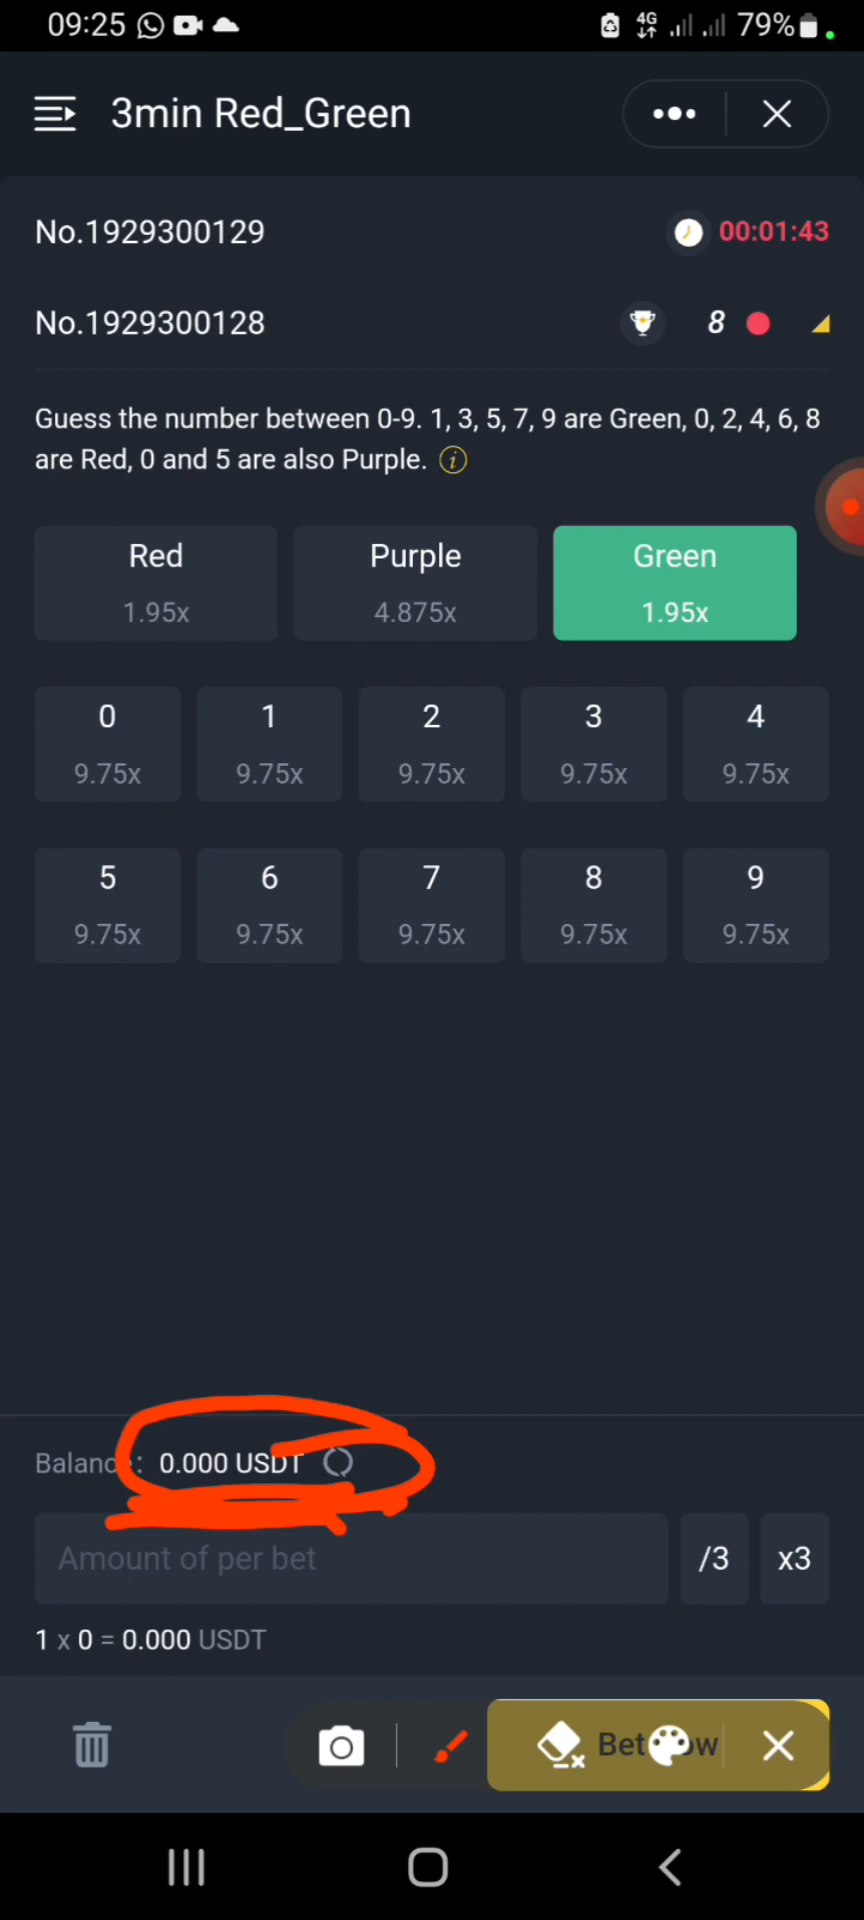 09:25 4G 79%
3min Red_Green
No.1929300129 00:01:43
No.1929300128 8
Guess the number between 0-9. 1, 3, 5, 7, 9 are Green, 0, 2, 4, 6, 8
are Red, 0 and 5 are also Purple. i
Red Purple Green
1.95x 4.875x 1.95x
0 1 2 3 4
9.75x 9.75x 9.75x 9.75x 9.75x
5 6 7 8 9
9.75x 9.75x 9.75x 9.75x 9.75x
0.000 USDT
Amount of per bet /3 x3
1 x 0 = 0.000 USDT
Bet